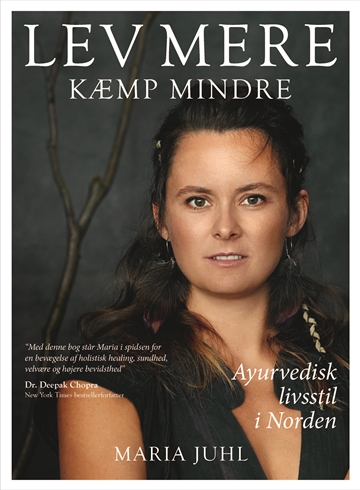 LEV MERE
KÆMP MINDRE
"Med denne bog står Maria i spidsen for
en bevægelse af holistisk healing, sundhed,
velvære og højere bevidsthed"
Dr. Deepak Chopra
New York Times bestsellerforfatter
Ayurvedisk
livsstil
i Norden
MARIA JUHL